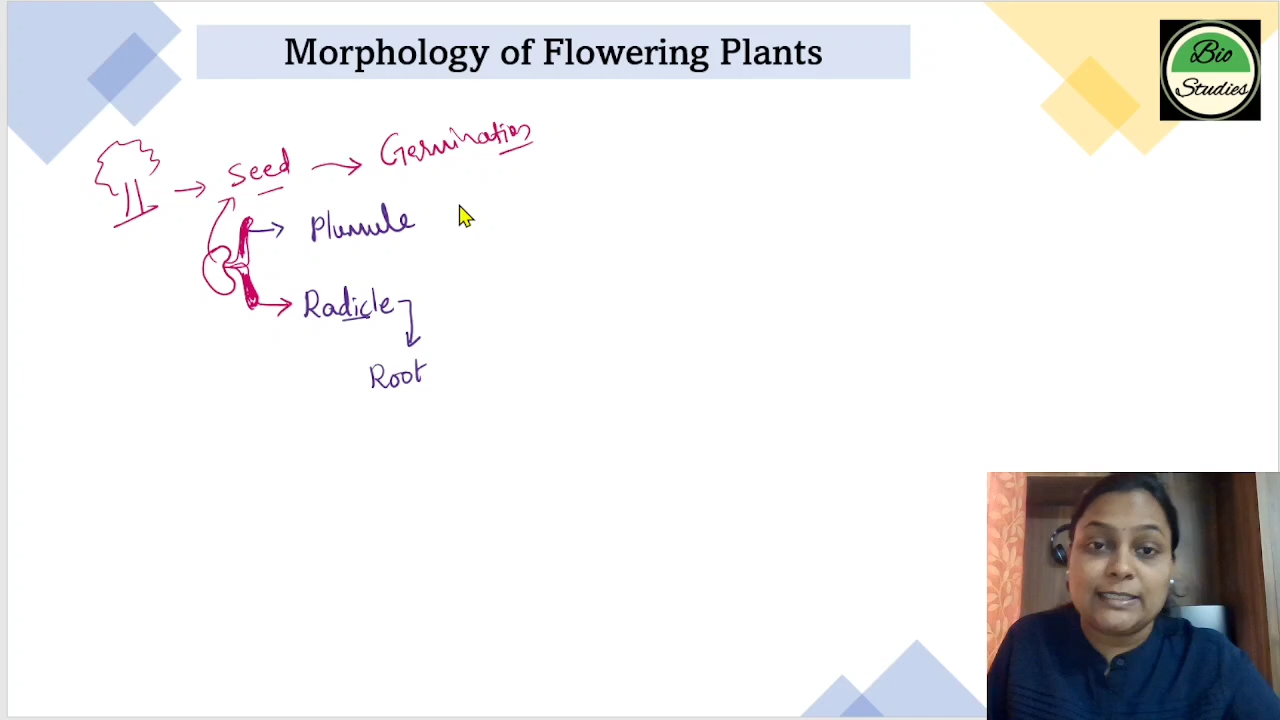 Morphology of Flowering Plants
Bio
Studies
Seed → Germination
Plumule
Radicle
Root